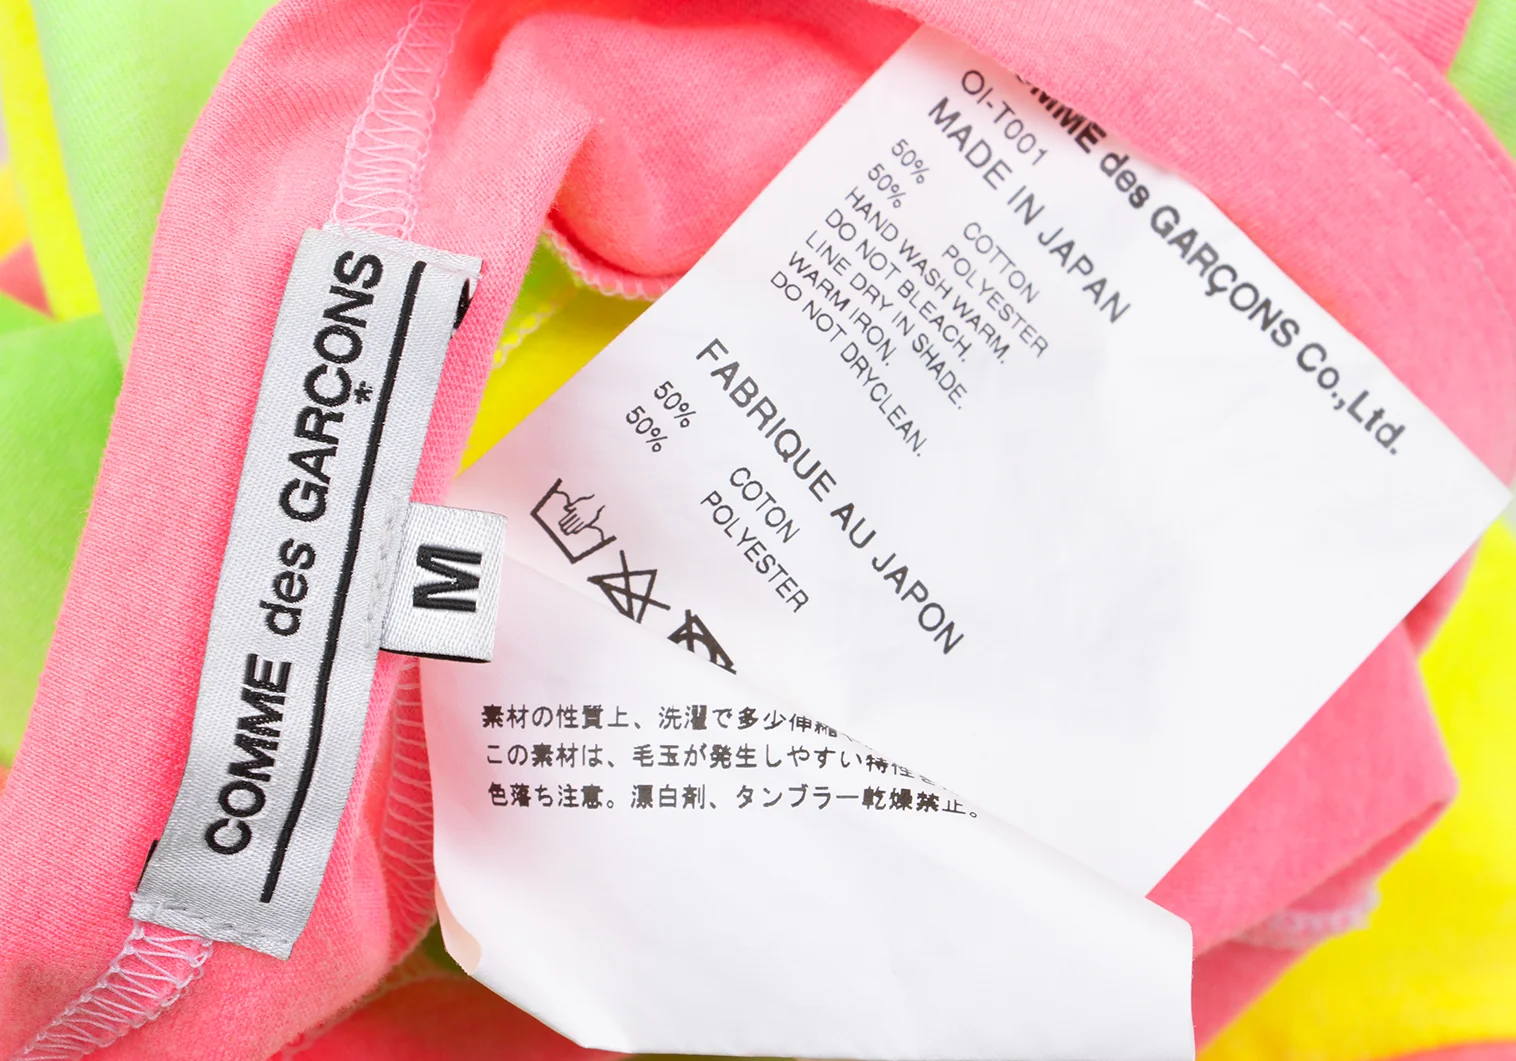 COMME des GARÇONS
M
des GARÇONS Co.,Ltd.
OI-T001
MADE IN JAPAN
50% COTTON
50% POLYESTER
HAND WASH WARM.
DO NOT BLEACH.
LINE DRY IN SHADE.
WARM IRON.
DO NOT DRYCLEAN.
FABRIQUE AU JAPON
50% COTON
50% POLYESTER
素材の性質上、洗濯で多少伸縮
この素材は、毛玉が発生しやすい特性
色落ち注意。漂白剤、タンブラー乾燥禁止。